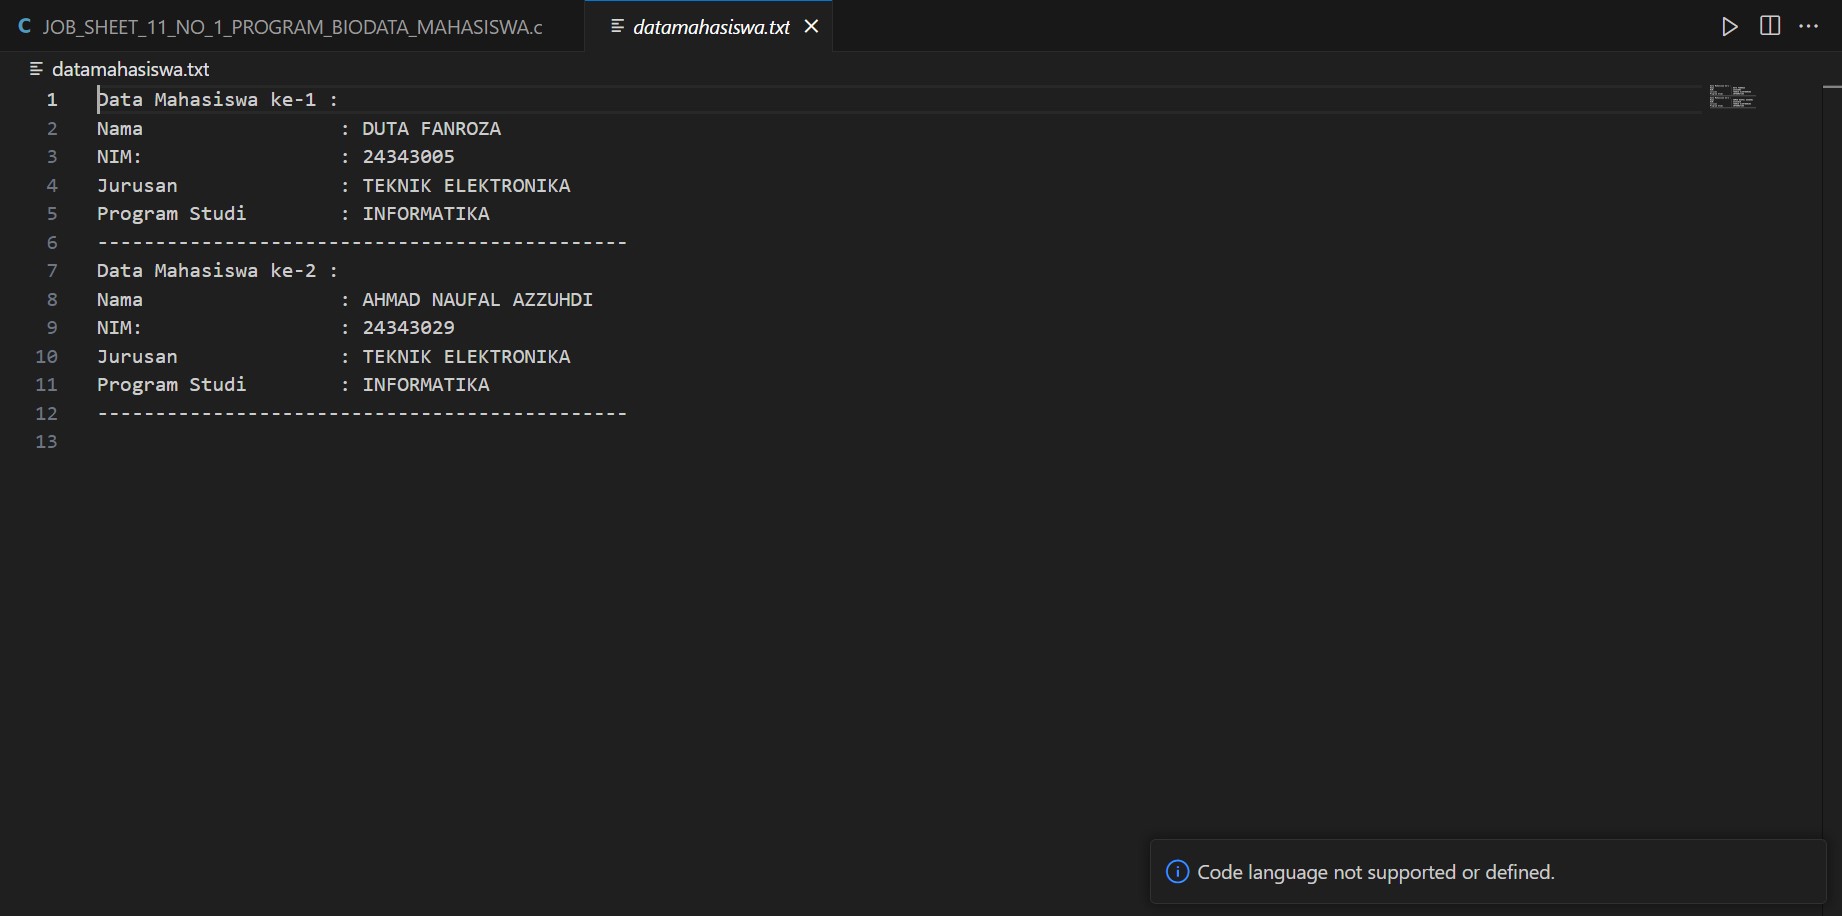 C JOB_SHEET_11_NO_1_PROGRAM_BIODATA_MAHASISWA.c datamahasiswa.txt
datamahasiswa.txt
1 Data Mahasiswa ke-1 :
2 Nama : DUTA FANROZA
3 NIM: : 24343005
4 Jurusan : TEKNIK ELEKTRONIKA
5 Program Studi : INFORMATIKA
6 ----------------------------------------------
7 Data Mahasiswa ke-2 :
8 Nama : AHMAD NAUFAL AZZUHDI
9 NIM: : 24343029
10 Jurusan : TEKNIK ELEKTRONIKA
11 Program Studi : INFORMATIKA
12 ----------------------------------------------
13
Code language not supported or defined.